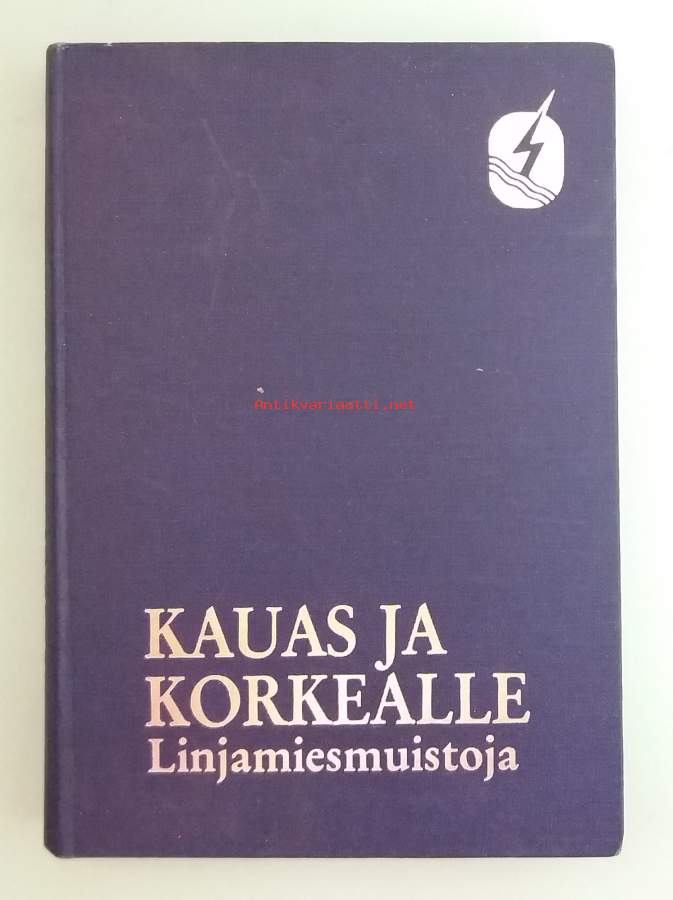 Antikvariaatti.net
KAUAS JA
KORKEALLE
Linjamiesmuistoja